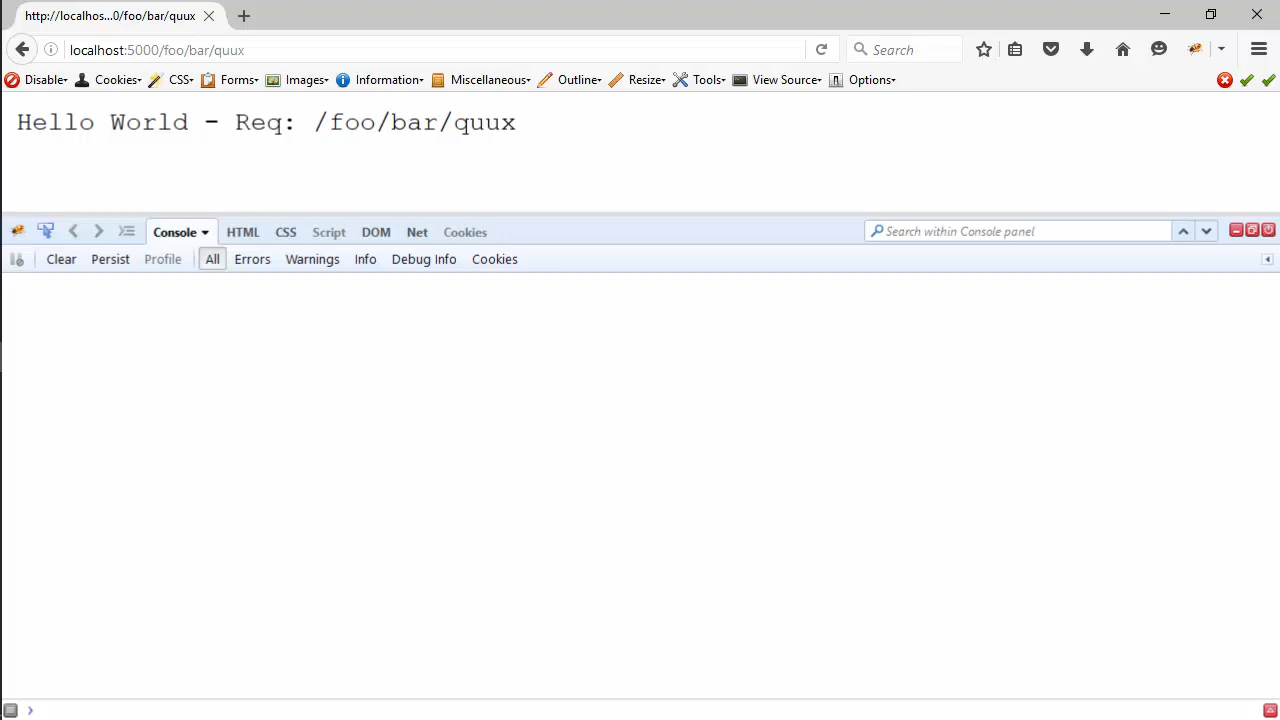 http://localhos...0/foo/bar/quux
localhost:5000/foo/bar/quux
Search
Disable Cookies CSS Forms Images Information Miscellaneous Outline Resize Tools View Source Options
Hello World - Req: /foo/bar/quux
Console HTML CSS Script DOM Net Cookies
Search within Console panel
Clear Persist Profile All Errors Warnings Info Debug Info Cookies